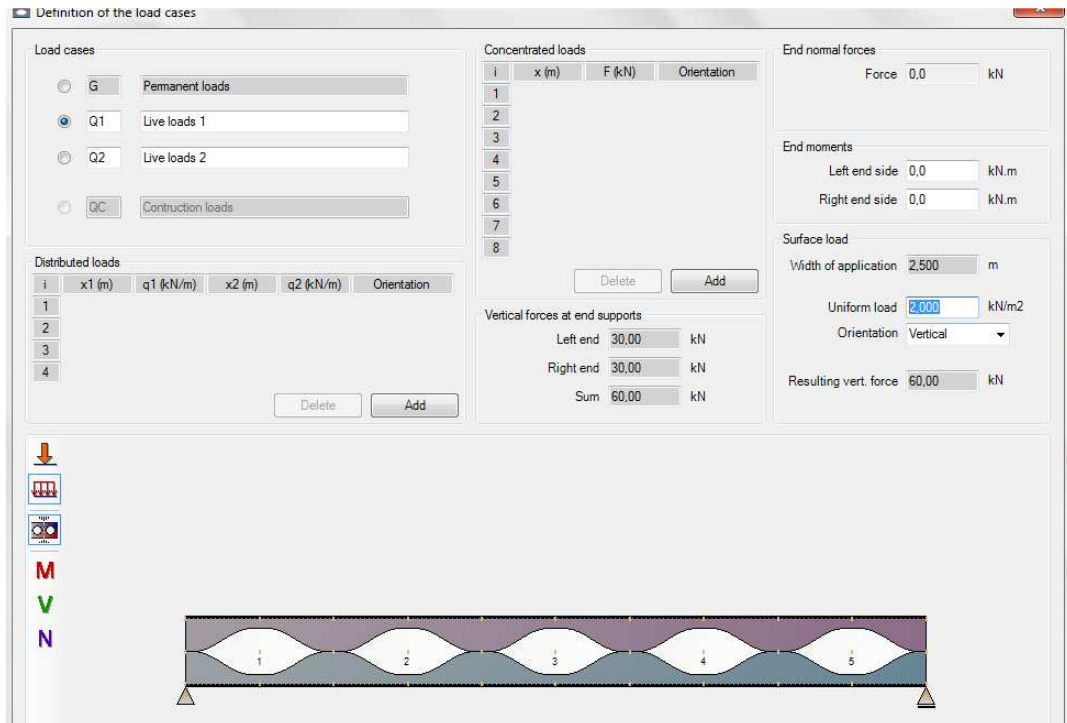 Definition of the load cases
Load cases
G Permanent loads
Q1 Live loads 1
Q2 Live loads 2
QC Contruction loads
Distributed loads
i x1 (m) q1 (kN/m) x2 (m) q2 (kN/m) Orientation
1
2
3
4
Delete Add
Concentrated loads
i x (m) F (kN) Orientation
1
2
3
4
5
6
7
8
Delete Add
Vertical forces at end supports
Left end 30,00 kN
Right end 30,00 kN
Sum 60,00 kN
End normal forces
Force 0,0 kN
End moments
Left end side 0,0 kN.m
Right end side 0,0 kN.m
Surface load
Width of application 2,500 m
Uniform load 2,000 kN/m2
Orientation Vertical
Resulting vert. force 60,00 kN
M
V
N
1 2 3 4 5